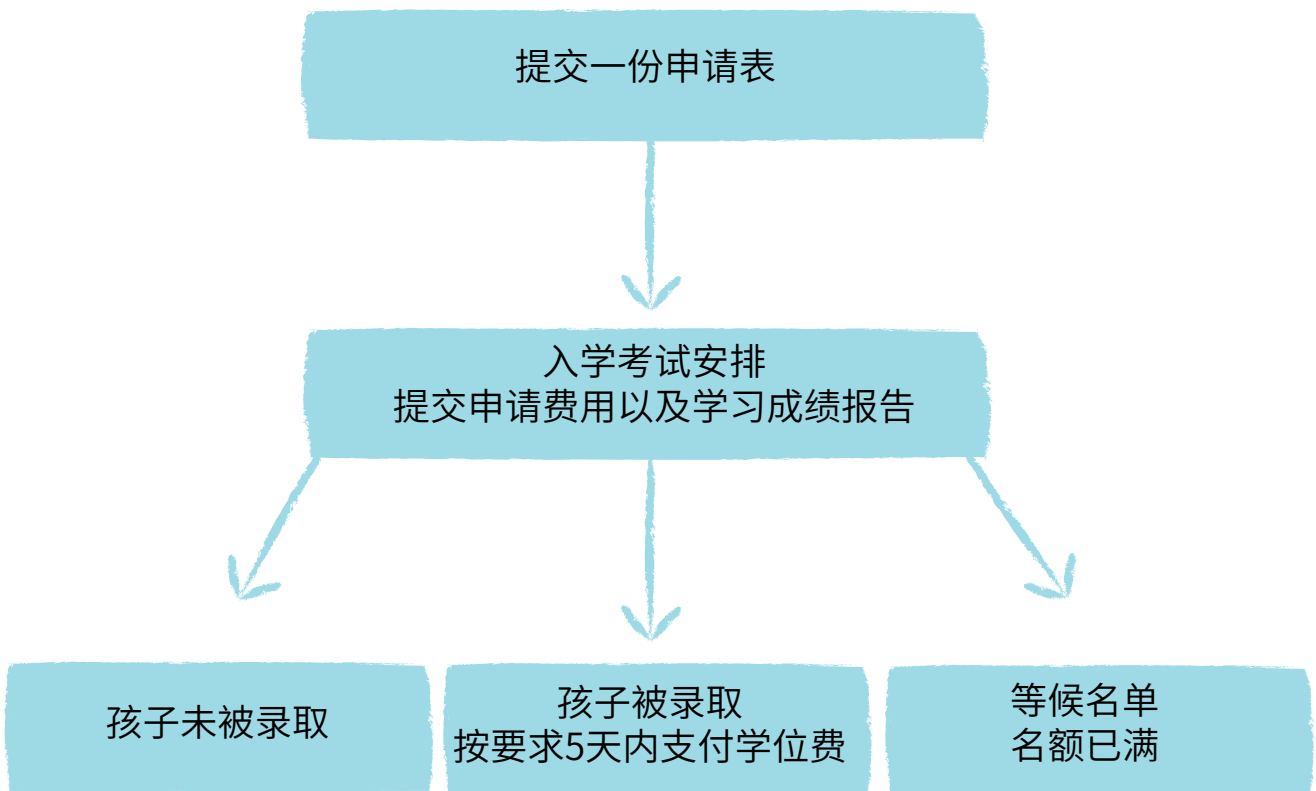 提交一份申请表
入学考试安排
提交申请费用以及学习成绩报告
孩子未被录取
孩子被录取
按要求5天内支付学位费
等候名单
名额已满